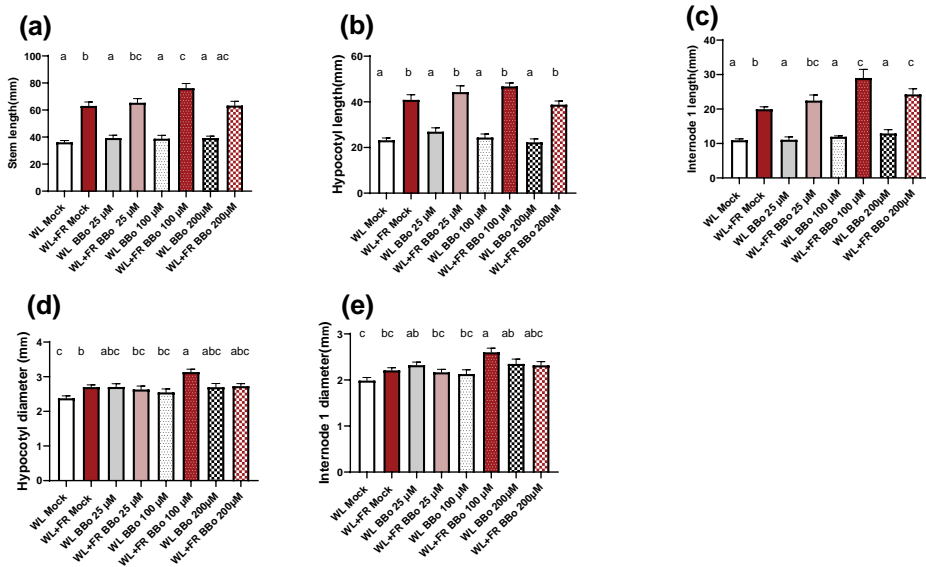 (a)
Stem length(mm)
100
80
60
40
20
0
a b a bc a c a ac
WL Mock
WL+FR Mock
WL BBo 25 µM
WL+FR BBo 25 µM
WL BBo 100 µM
WL+FR BBo 100 µM
WL BBo 200µM
WL+FR BBo 200µM
(b)
Hypocotyl length(mm)
60
40
20
0
a b a b a b a b
WL Mock
WL+FR Mock
WL BBo 25 µM
WL+FR BBo 25 µM
WL BBo 100 µM
WL+FR BBo 100 µM
WL BBo 200µM
WL+FR BBo 200µM
(c)
Internode 1 length(mm)
40
30
20
10
0
a b a bc a c a c
WL Mock
WL+FR Mock
WL BBo 25 µM
WL+FR BBo 25 µM
WL BBo 100 µM
WL+FR BBo 100 µM
WL BBo 200µM
WL+FR BBo 200µM
(d)
Hypocotyl diameter (mm)
4
3
2
1
0
c b abc bc bc a abc abc
WL Mock
WL+FR Mock
WL BBo 25 µM
WL+FR BBo 25 µM
WL BBo 100 µM
WL+FR BBo 100 µM
WL BBo 200µM
WL+FR BBo 200µM
(e)
Internode 1 diameter(mm)
3
2
1
0
c bc ab bc bc a ab abc
WL Mock
WL+FR Mock
WL BBo 25 µM
WL+FR BBo 25 µM
WL BBo 100 µM
WL+FR BBo 100 µM
WL BBo 200µM
WL+FR BBo 200µM